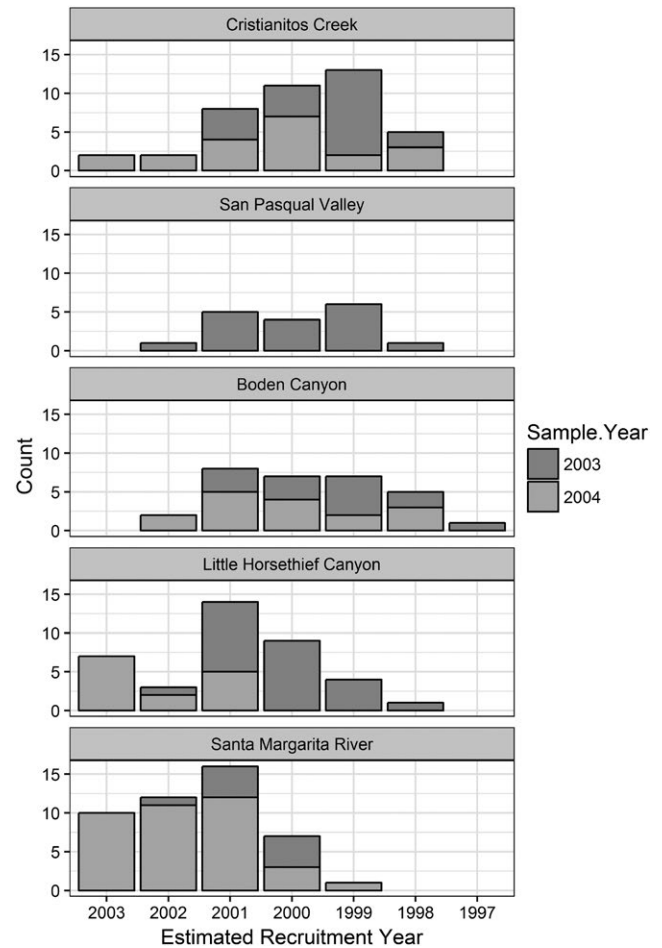 Cristianitos Creek
15
10
5
0
San Pasqual Valley
15
10
5
0
Boden Canyon
15
10
5
0
Little Horsethief Canyon
15
10
5
0
Santa Margarita River
15
10
5
0
Count
2003 2002 2001 2000 1999 1998 1997
Estimated Recruitment Year
Sample.Year
2003
2004